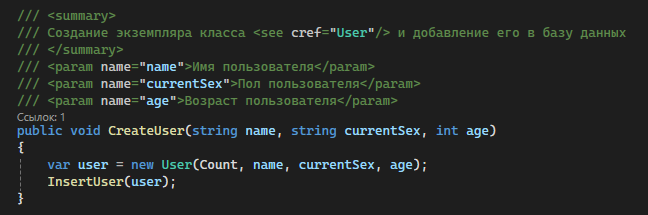 /// <summary>
/// Создание экземпляра класса <see cref="User"/> и добавление его в базу данных
/// </summary>
/// <param name="name">Имя пользователя</param>
/// <param name="currentSex">Пол пользователя</param>
/// <param name="age">Возраст пользователя</param>
Ссылок: 1
public void CreateUser(string name, string currentSex, int age)
{
    var user = new User(Count, name, currentSex, age);
    InsertUser(user);
}